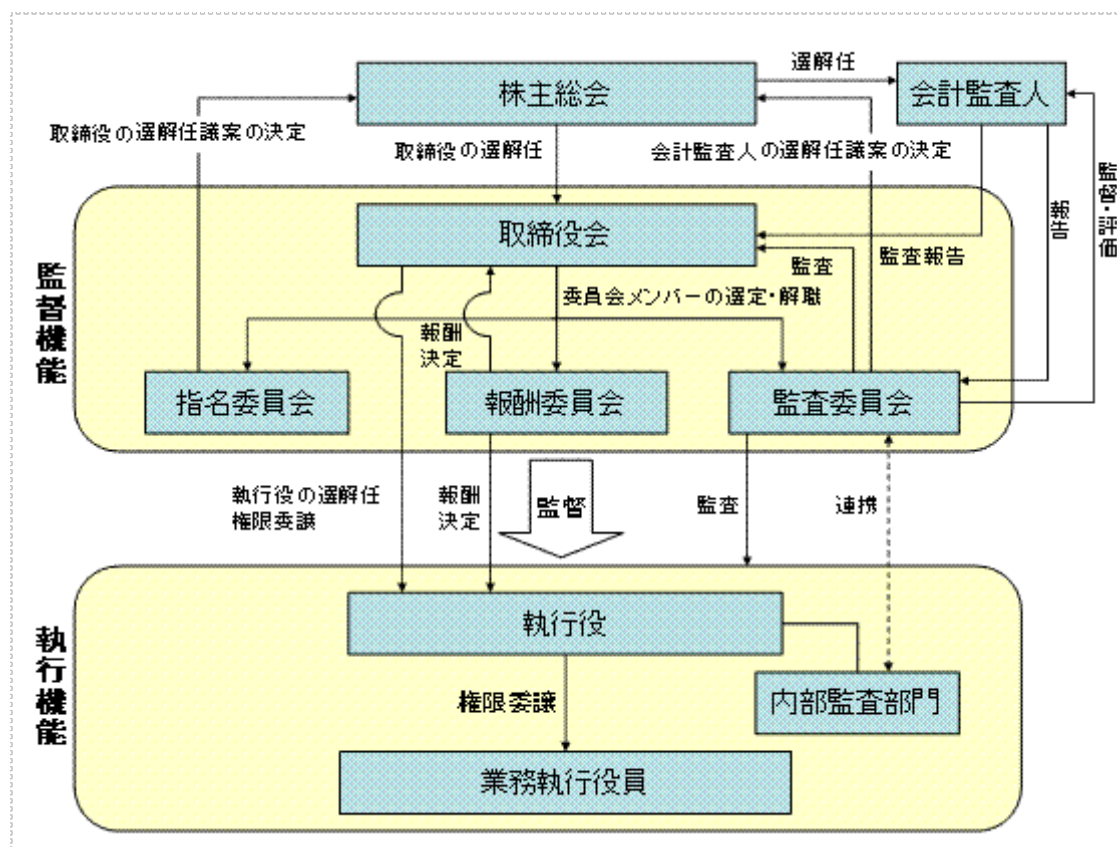 選解任
株主総会
会計監査人
取締役の選解任議案の決定
取締役の選解任
会計監査人の選解任議案の決定
監督・評価
報告
取締役会
監査
監査報告
監督機能
委員会メンバーの選定・解職
報酬
決定
指名委員会
報酬委員会
監査委員会
執行役の選解任
権限委譲
報酬
決定
監督
監査
連携
執行機能
執行役
権限委譲
内部監査部門
業務執行役員